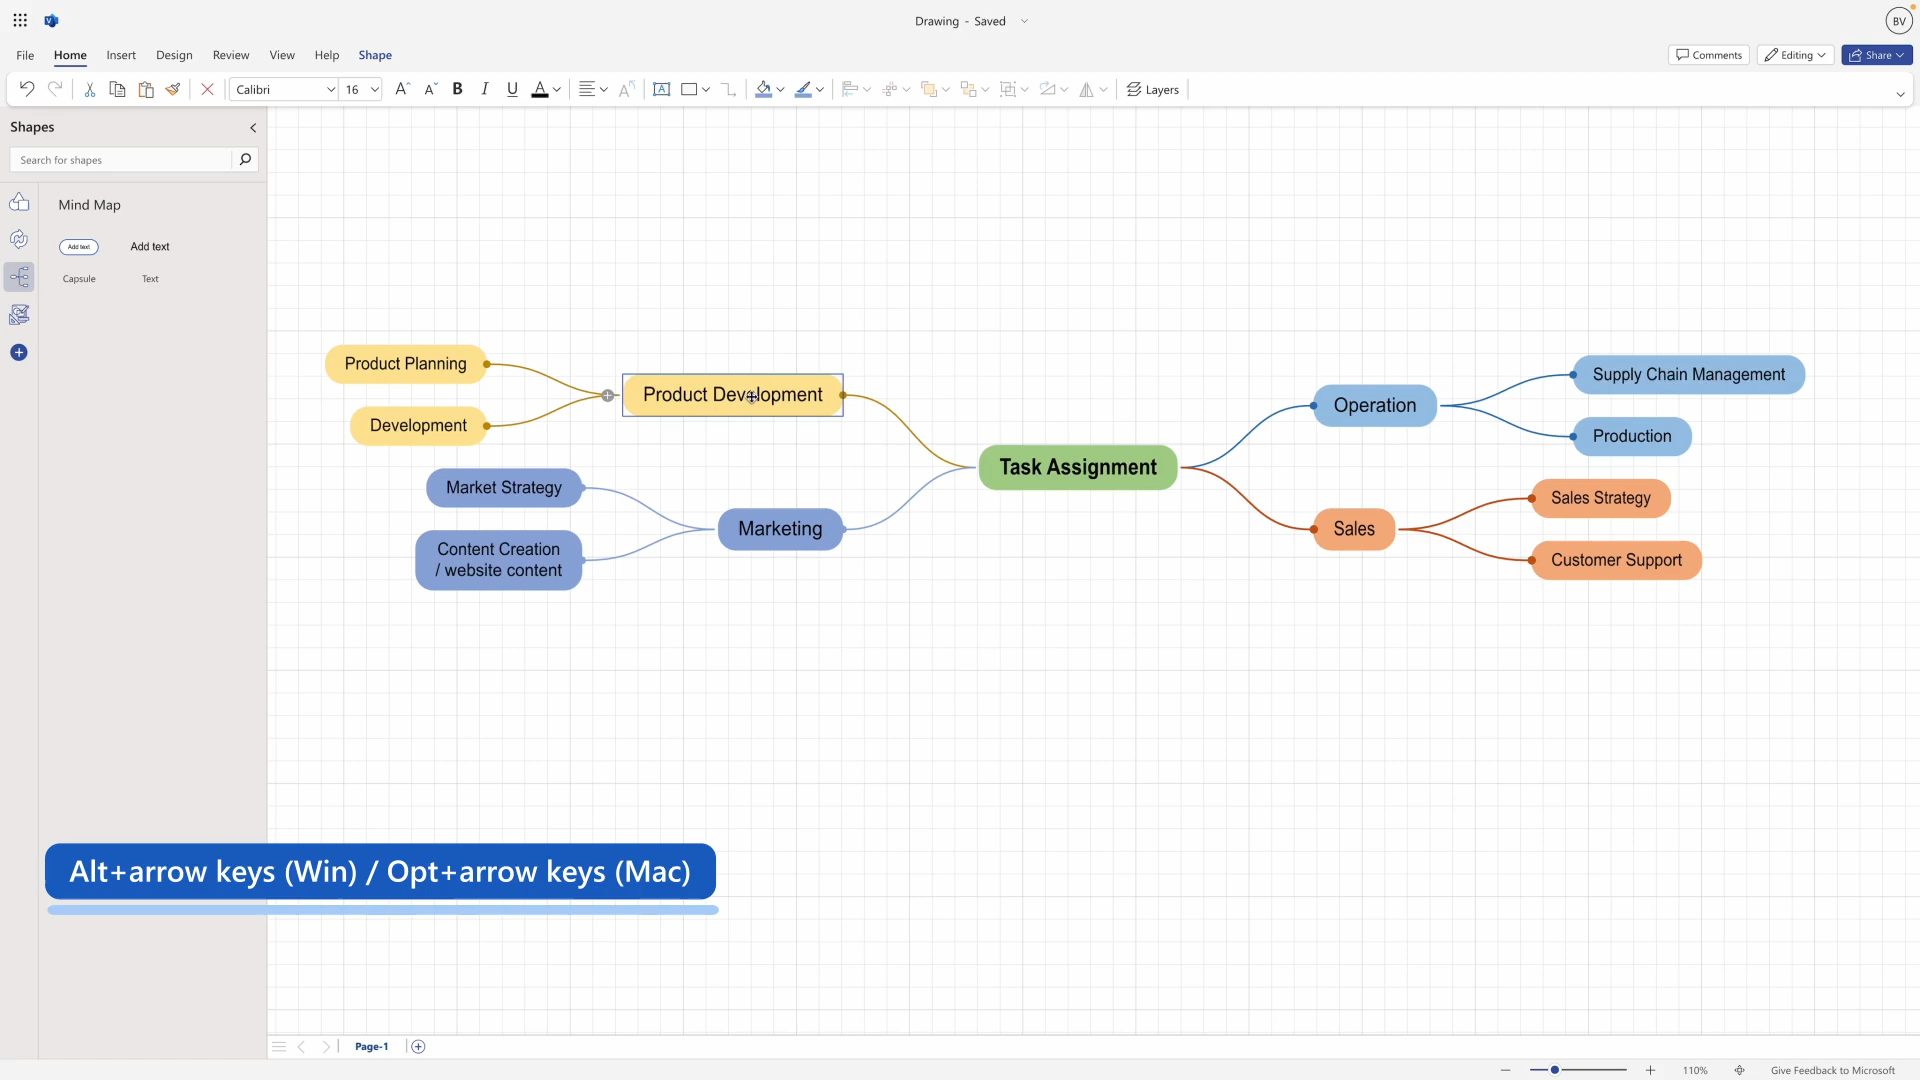 Drawing - Saved
BV
File Home Insert Design Review View Help Shape
Comments Editing Share
Calibri 16 Layers
Shapes
Search for shapes
Mind Map
Add text Add text
Capsule Text
Product Planning
Development
Product Development
Market Strategy
Content Creation
/ website content
Marketing
Task Assignment
Operation
Supply Chain Management
Production
Sales
Sales Strategy
Customer Support
Alt+arrow keys (Win) / Opt+arrow keys (Mac)
Page-1
110% Give Feedback to Microsoft